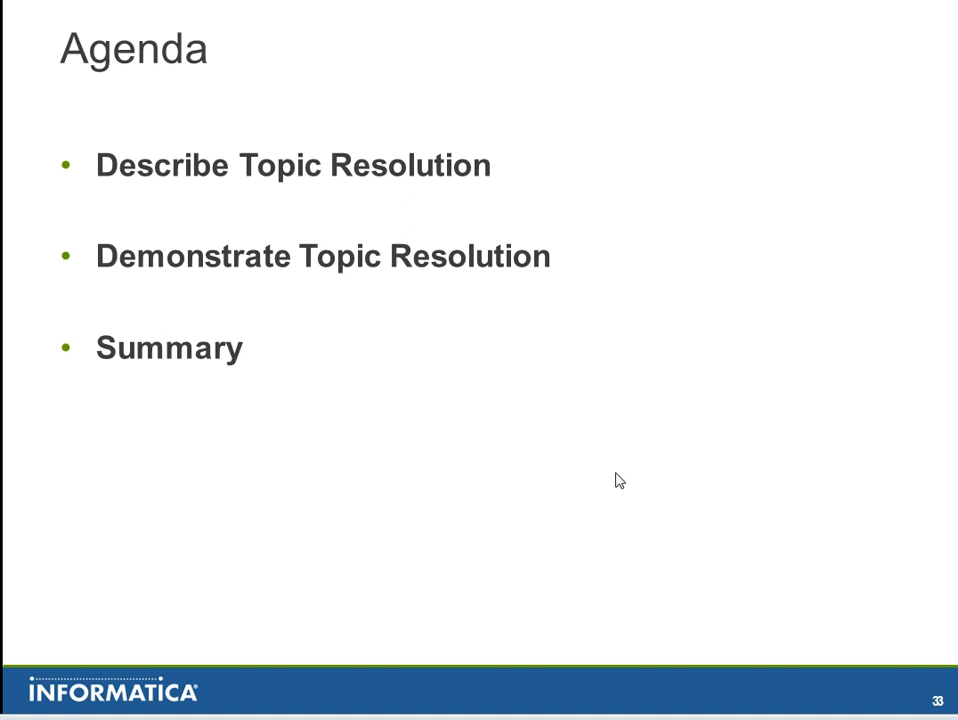 Agenda
• Describe Topic Resolution
• Demonstrate Topic Resolution
• Summary
INFORMATICA®
33